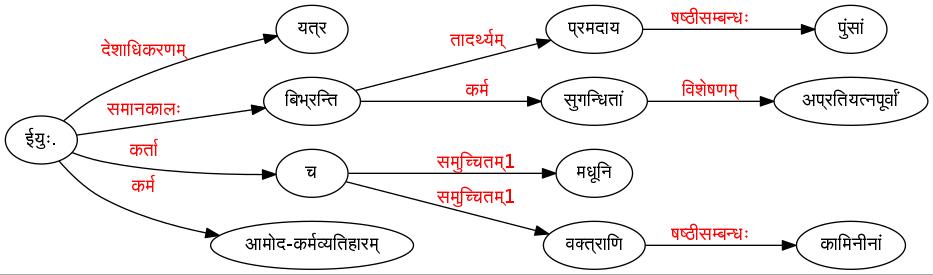 देशाधिकरणम्
यत्र
तादर्थ्यम्
प्रमदाय
षष्ठीसम्बन्धः
पुंसां
समानकालः
बिभ्रन्ति
कर्म
सुगन्धितां
विशेषणम्
अप्रतियत्नपूर्वां
ईयुः.
कर्ता
च
समुच्चितम्1
मधूनि
कर्म
समुच्चितम्1
आमोद-कर्मव्यतिहारम्
वक्त्राणि
षष्ठीसम्बन्धः
कामिनीनां